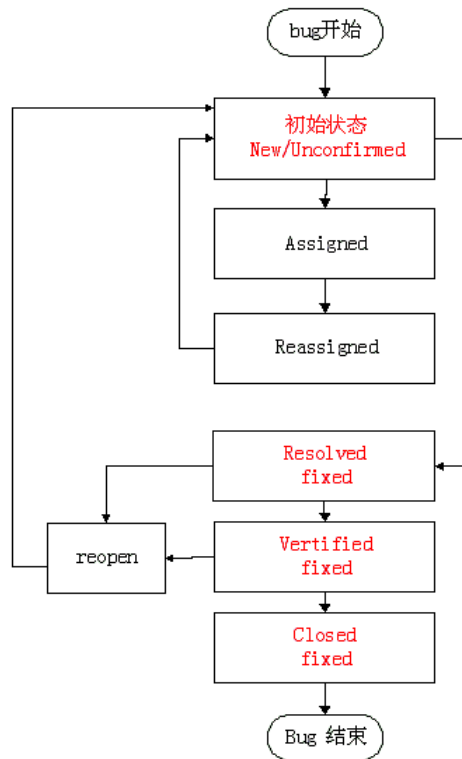 bug开始
初始状态
New/Unconfirmed
Assigned
Reassigned
Resolved
fixed
reopen
Vertified
fixed
Closed
fixed
Bug 结束